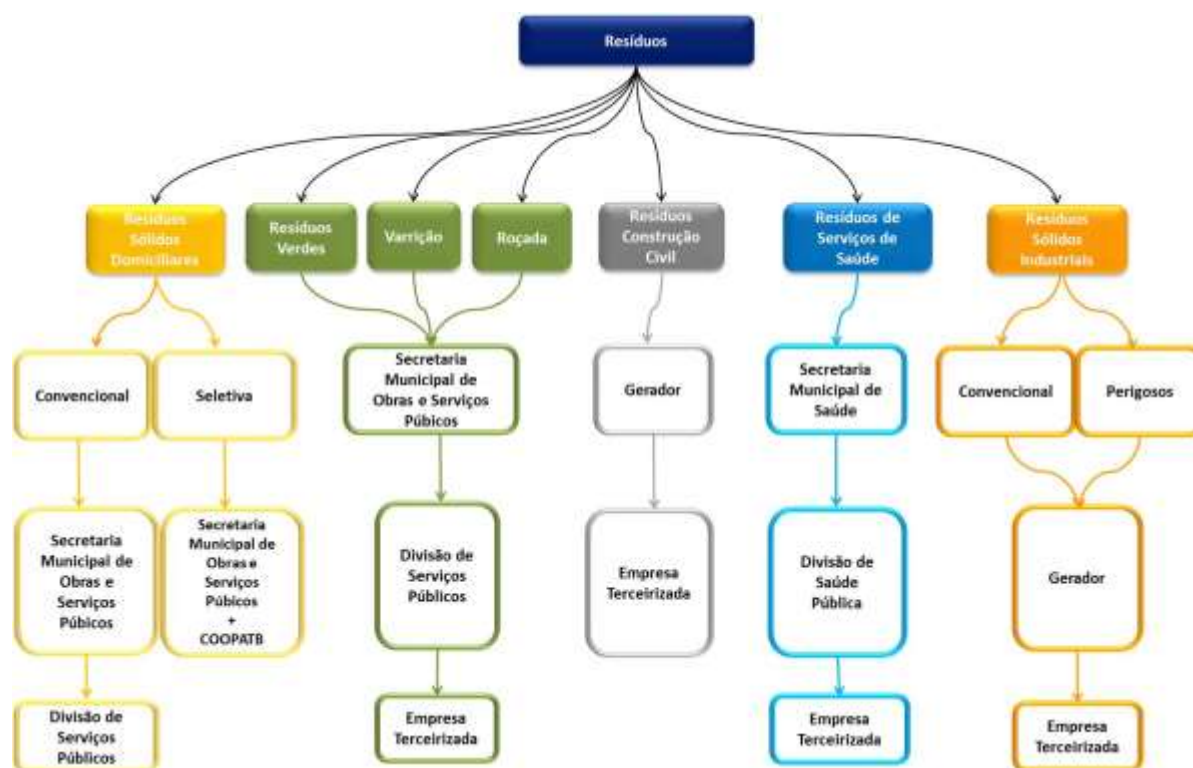 Resíduos
Resíduos
Sólidos
Domiciliares
Resíduos
Verdes
Varrição
Roçada
Resíduos
Construção
Civil
Resíduos de
Serviços de
Saúde
Resíduos
Sólidos
Industriais
Convencional
Seletiva
Secretaria
Municipal de
Obras e Serviços
Púbicos
Gerador
Secretaria
Municipal de
Saúde
Convencional
Perigosos
Secretaria
Municipal de
Obras e
Serviços
Púbicos
Secretaria
Municipal de
Obras e
Serviços
Púbicos
+
COOPATB
Divisão de
Serviços
Públicos
Empresa
Terceirizada
Divisão de
Saúde
Pública
Gerador
Divisão de
Serviços
Públicos
Empresa
Terceirizada
Empresa
Terceirizada
Empresa
Terceirizada